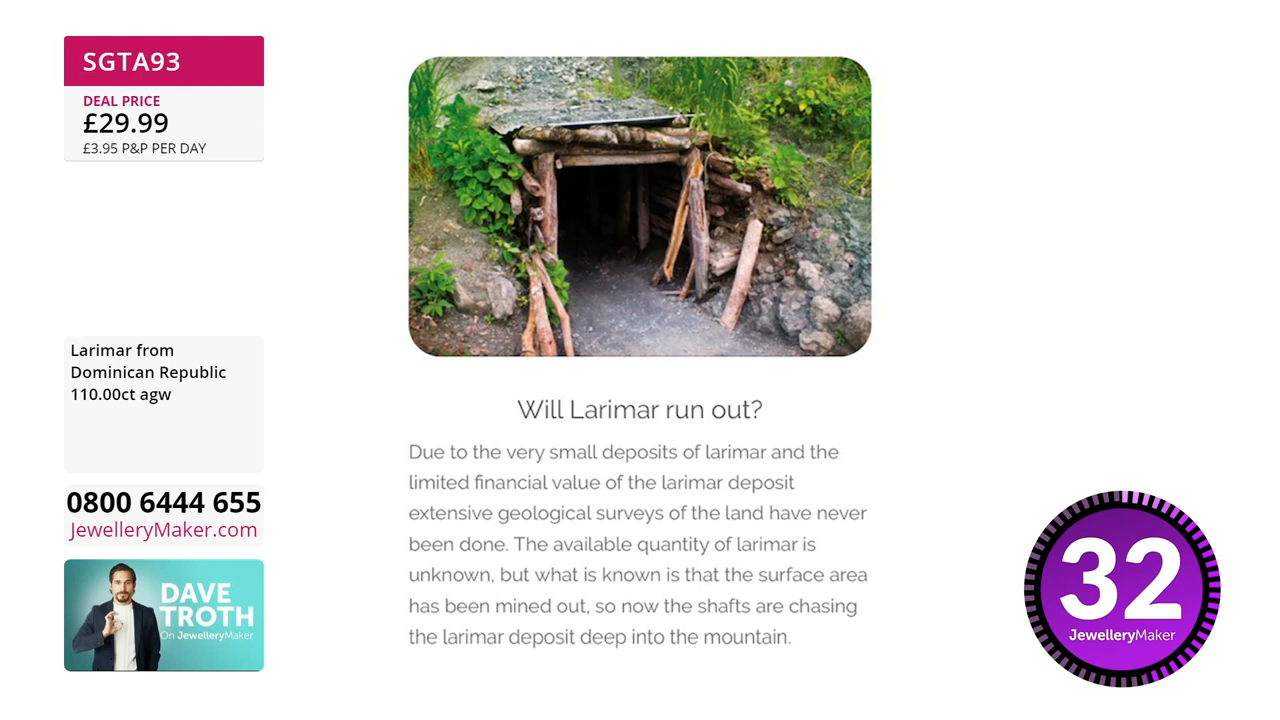 SGTA93
DEAL PRICE
£29.99
£3.95 P&P PER DAY
Larimar from
Dominican Republic
110.00ct agw
0800 6444 655
JewelleryMaker.com
DAVE
TROTH
On JewelleryMaker
Will Larimar run out?
Due to the very small deposits of larimar and the
limited financial value of the larimar deposit
extensive geological surveys of the land have never
been done. The available quantity of larimar is
unknown, but what is known is that the surface area
has been mined out, so now the shafts are chasing
the larimar deposit deep into the mountain.
32
JewelleryMaker